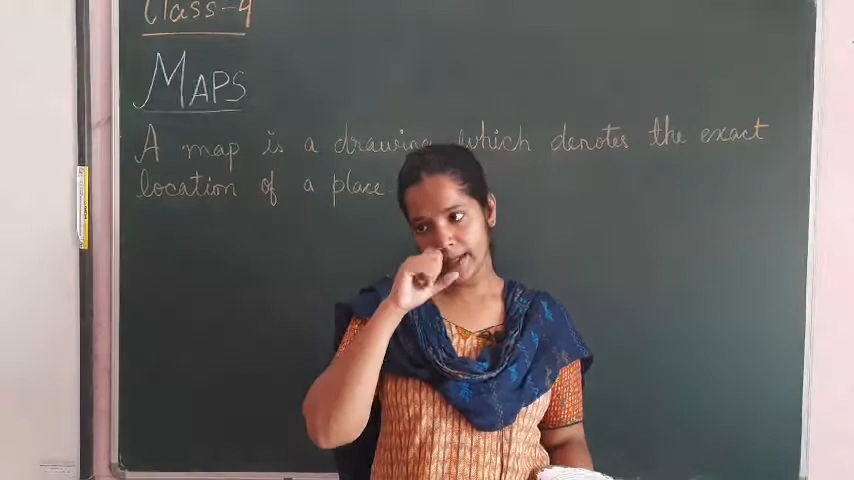 Class-4
MAPS
A map is a drawing which denotes the exact
location of a place.